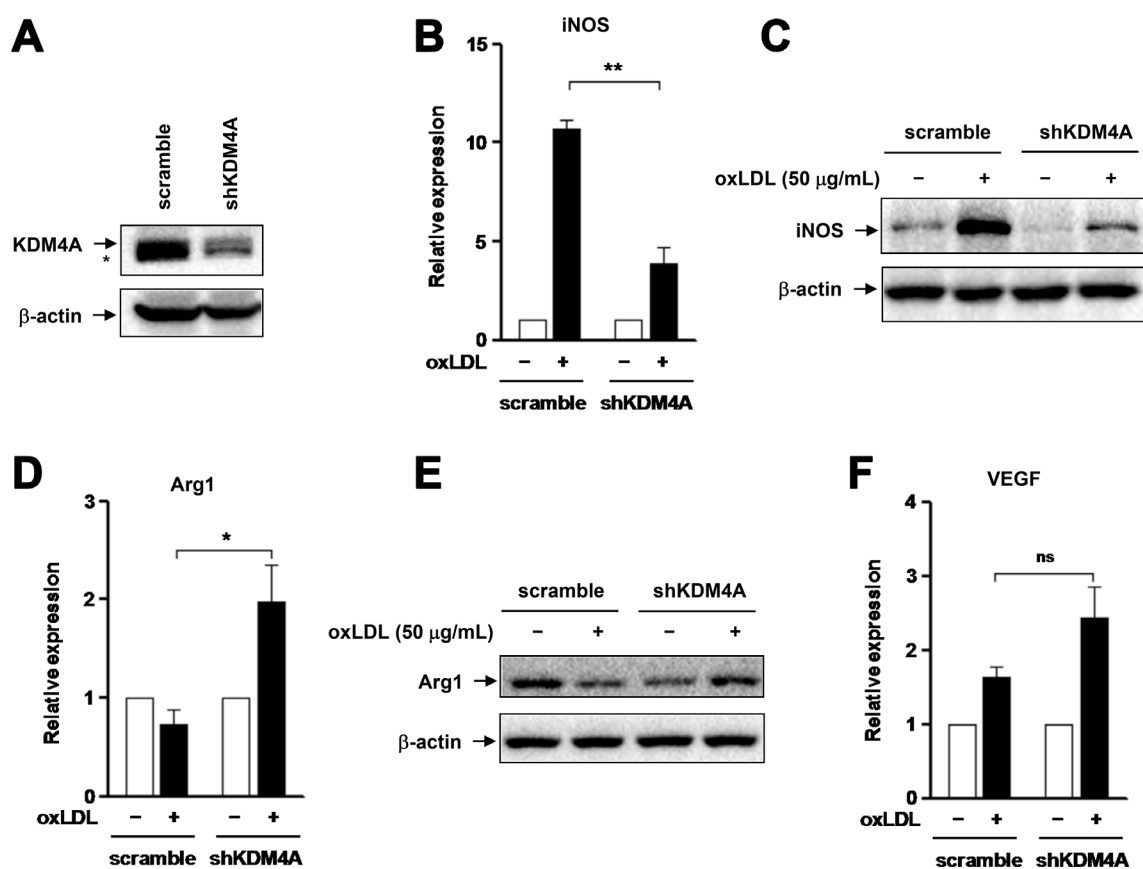 A
scramble
shKDM4A
KDM4A
*
β-actin
B
iNOS
Relative expression
15
10
5
0
**
oxLDL − + − +
scramble shKDM4A
C
scramble shKDM4A
oxLDL (50 μg/mL) − + − +
iNOS
β-actin
D
Arg1
Relative expression
3
2
1
0
*
oxLDL − + − +
scramble shKDM4A
E
scramble shKDM4A
oxLDL (50 μg/mL) − + − +
Arg1
β-actin
F
VEGF
Relative expression
4
3
2
1
0
ns
oxLDL − + − +
scramble shKDM4A